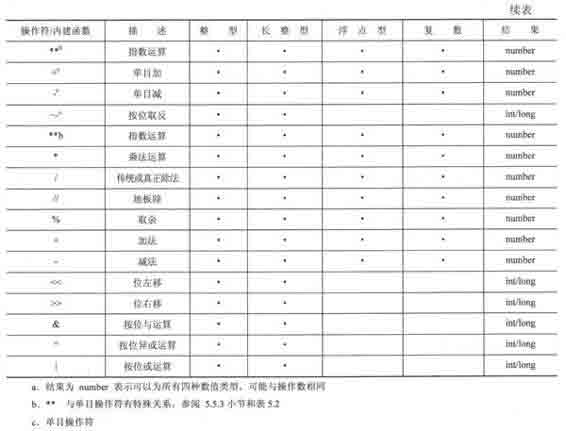 续表
操作符/内建函数 描 述 整 型 长 整 型 浮 点 型 复 数 结 果
**b 指数运算 • • • • number
+c 单目加 • • • • number
-c 单目减 • • • • number
~c 按位取反 • • int/long
**b 指数运算 • • • • number
* 乘法运算 • • • • number
/ 传统或真正除法 • • • • number
// 地板除 • • • • number
% 取余 • • • • number
+ 加法 • • • • number
- 减法 • • • • number
<< 位左移 • • int/long
>> 位右移 • • int/long
& 按位与运算 • • int/long
^ 按位异或运算 • • int/long
| 按位或运算 • • int/long
a. 结果为 number 表示可以为所有四种数值类型，可能与操作数相同
b. ** 与单目操作符有特殊关系，参阅 5.5.3 小节和表 5.2
c. 单目操作符